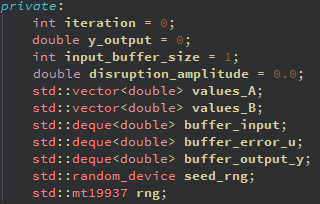 private:
    int iteration = 0;
    double y_output = 0;
    int input_buffer_size = 1;
    double disruption_amplitude = 0.0;
    std::vector<double> values_A;
    std::vector<double> values_B;
    std::deque<double> buffer_input;
    std::deque<double> buffer_error_u;
    std::deque<double> buffer_output_y;
    std::random_device seed_rng;
    std::mt19937 rng;